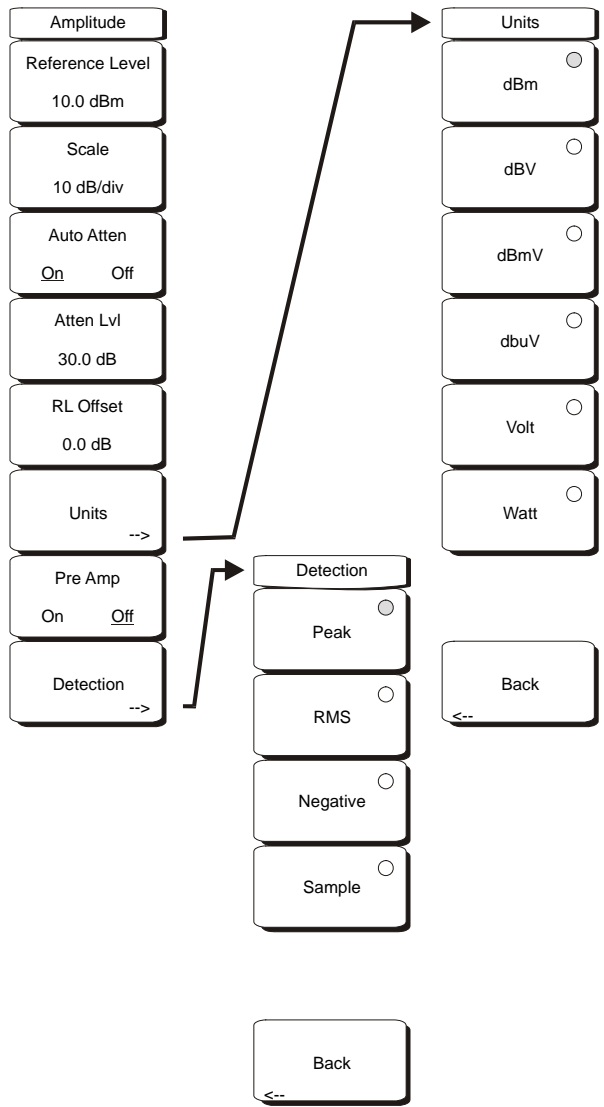 Amplitude
Reference Level
10.0 dBm
Scale
10 dB/div
Auto Atten
On Off
Atten Lvl
30.0 dB
RL Offset
0.0 dB
Units
-->
Pre Amp
On Off
Detection
-->
Detection
Peak
RMS
Negative
Sample
Back
<--
Units
dBm
dBV
dBmV
dbuV
Volt
Watt
Back
<--